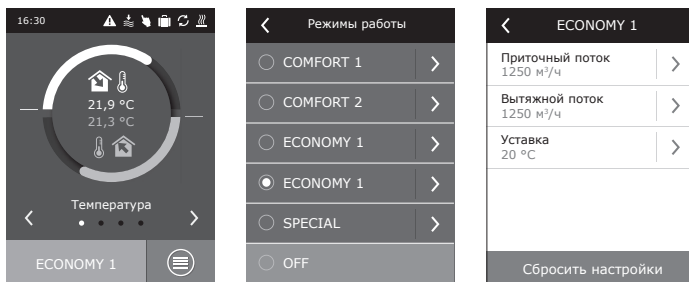 16:30
21,9 °C
21,3 °C
Температура
ECONOMY 1
Режимы работы
COMFORT 1
COMFORT 2
ECONOMY 1
ECONOMY 1
SPECIAL
OFF
ECONOMY 1
Приточный поток
1250 м³/ч
Вытяжной поток
1250 м³/ч
Уставка
20 °C
Сбросить настройки